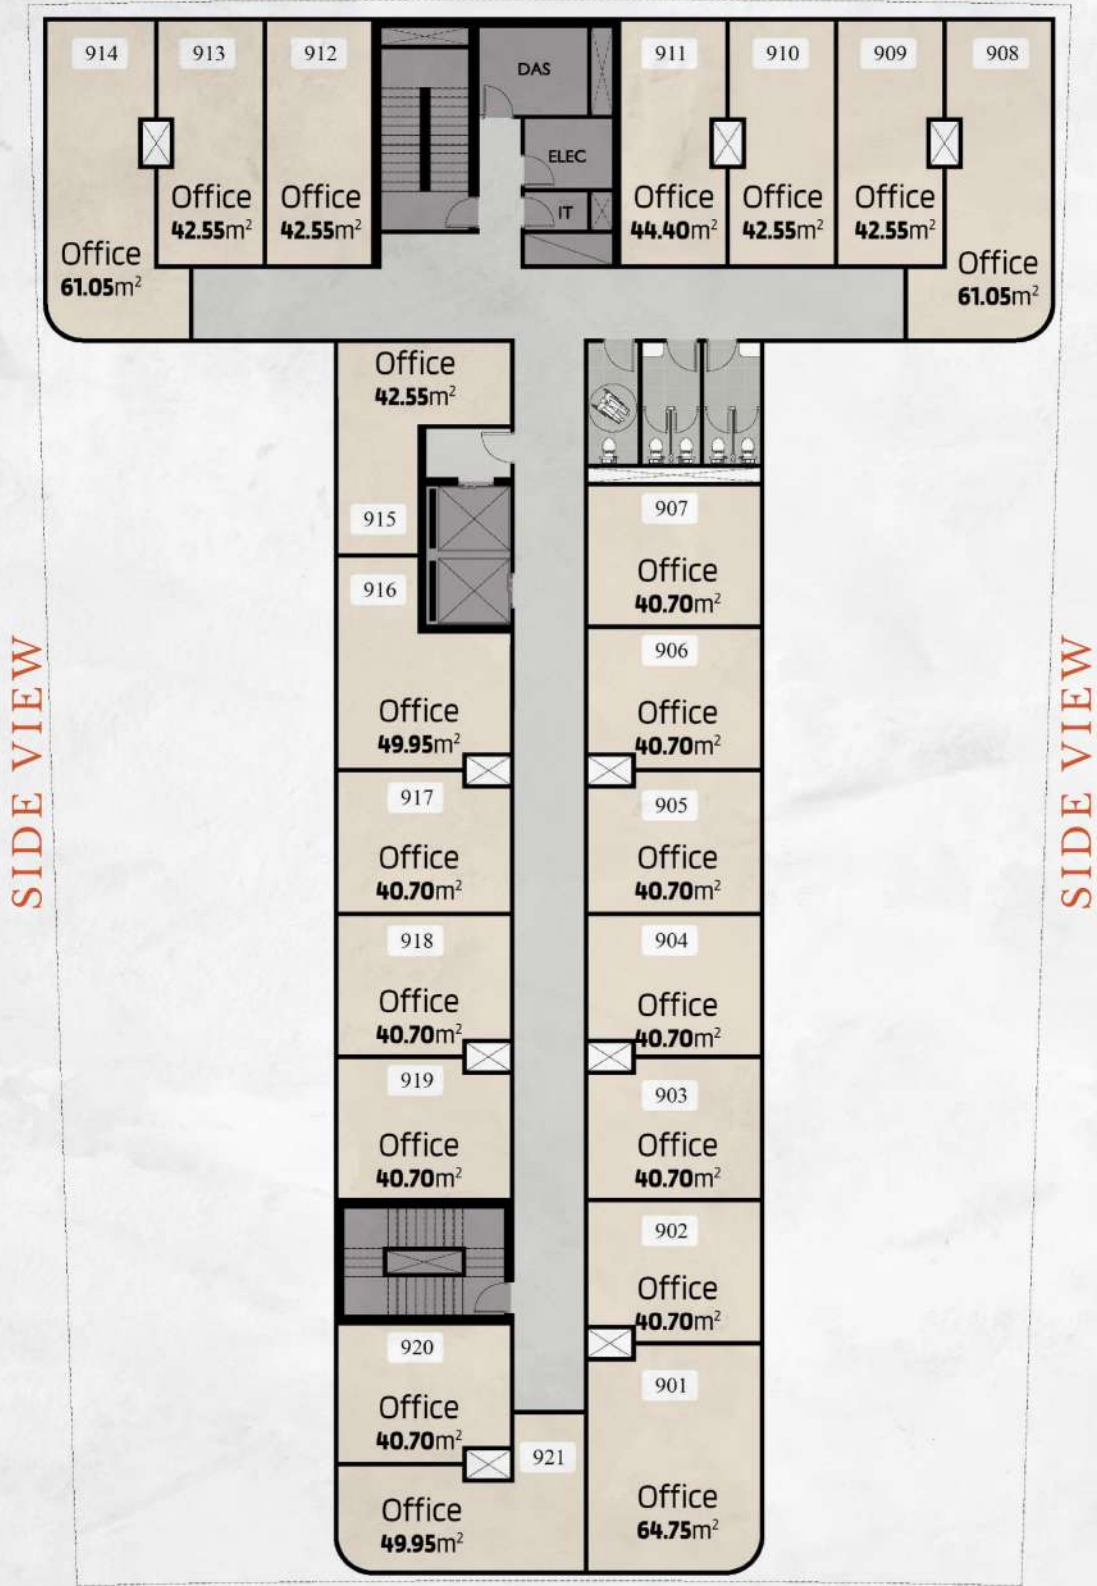 914
913
912
DAS
911
910
909
908
ELEC
IT
Office
42.55m²
Office
42.55m²
Office
44.40m²
Office
42.55m²
Office
42.55m²
Office
61.05m²
Office
61.05m²
Office
42.55m²
915
907
Office
40.70m²
916
Office
49.95m²
906
Office
40.70m²
SIDE VIEW
SIDE VIEW
917
Office
40.70m²
905
Office
40.70m²
918
Office
40.70m²
904
Office
40.70m²
919
Office
40.70m²
903
Office
40.70m²
902
Office
40.70m²
920
Office
40.70m²
901
Office
64.75m²
921
Office
49.95m²